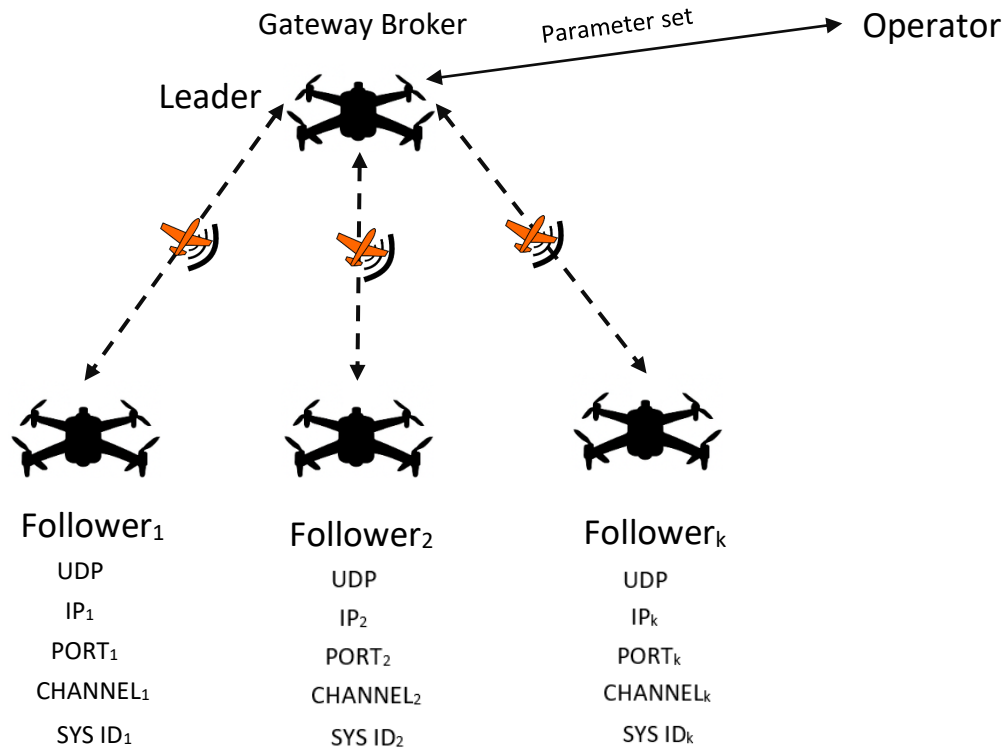 Gateway Broker
Parameter set
Operator
Leader
Follower₁
Follower₂
Followerₖ
UDP
UDP
UDP
IP₁
IP₂
IPₖ
PORT₁
PORT₂
PORTₖ
CHANNEL₁
CHANNEL₂
CHANNELₖ
SYS ID₁
SYS ID₂
SYS IDₖ